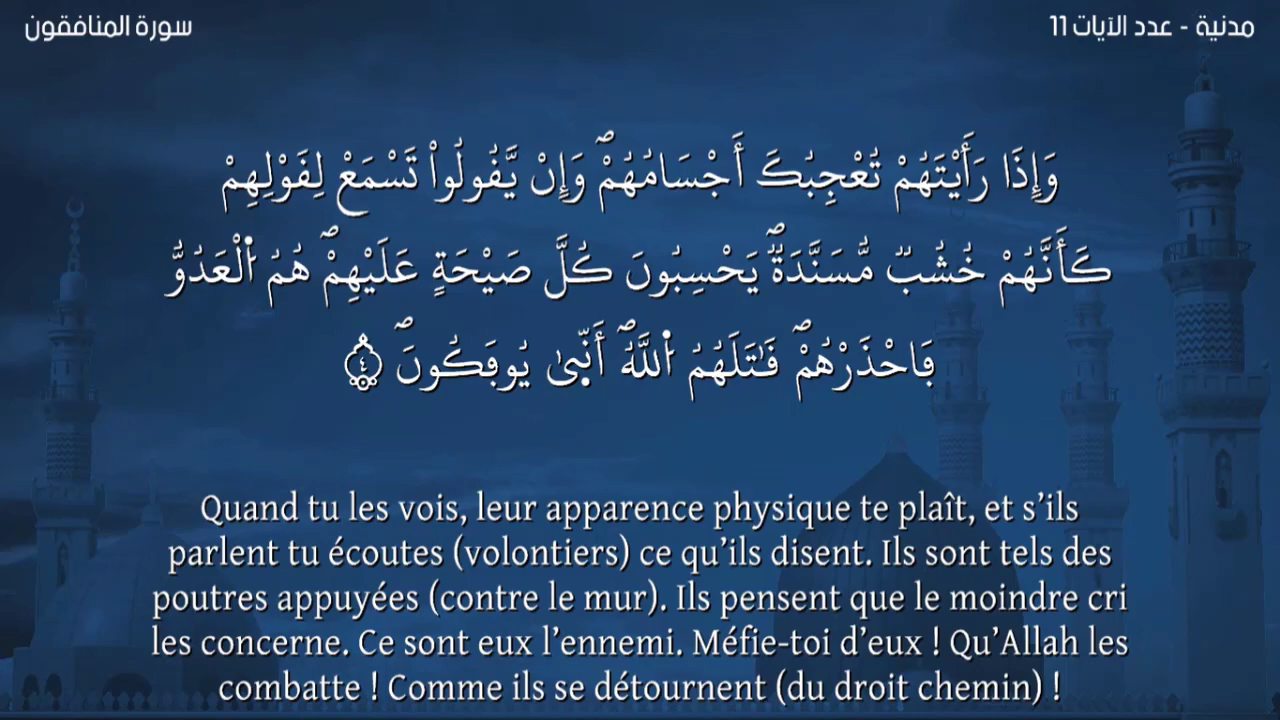 مدنية - عدد الآيات 11
سورة المنافقون
وَإِذَا رَأَيْتَهُمْ تُعْجِبُكَ أَجْسَامُهُمْۖ وَإِنْ يَّقُولُواْ تَسْمَعْ لِقَوْلِهِمْ
كَأَنَّهُمْ خُشُبٞ مُّسَنَّدَةٞۖ يَحْسِبُونَ كُلَّ صَيْحَةٍ عَلَيْهِمْۖ هُمُ اُ۬لْعَدُوُّ
فَاحْذَرْهُمْۖ قَٰتَلَهُمُ اُ۬للَّهُۖ أَنّ۪يٰ يُوفَكُونَۖ ٤
Quand tu les vois, leur apparence physique te plaît, et s’ils
parlent tu écoutes (volontiers) ce qu’ils disent. Ils sont tels des
poutres appuyées (contre le mur). Ils pensent que le moindre cri
les concerne. Ce sont eux l’ennemi. Méfie-toi d’eux ! Qu’Allah les
combatte ! Comme ils se détournent (du droit chemin) !